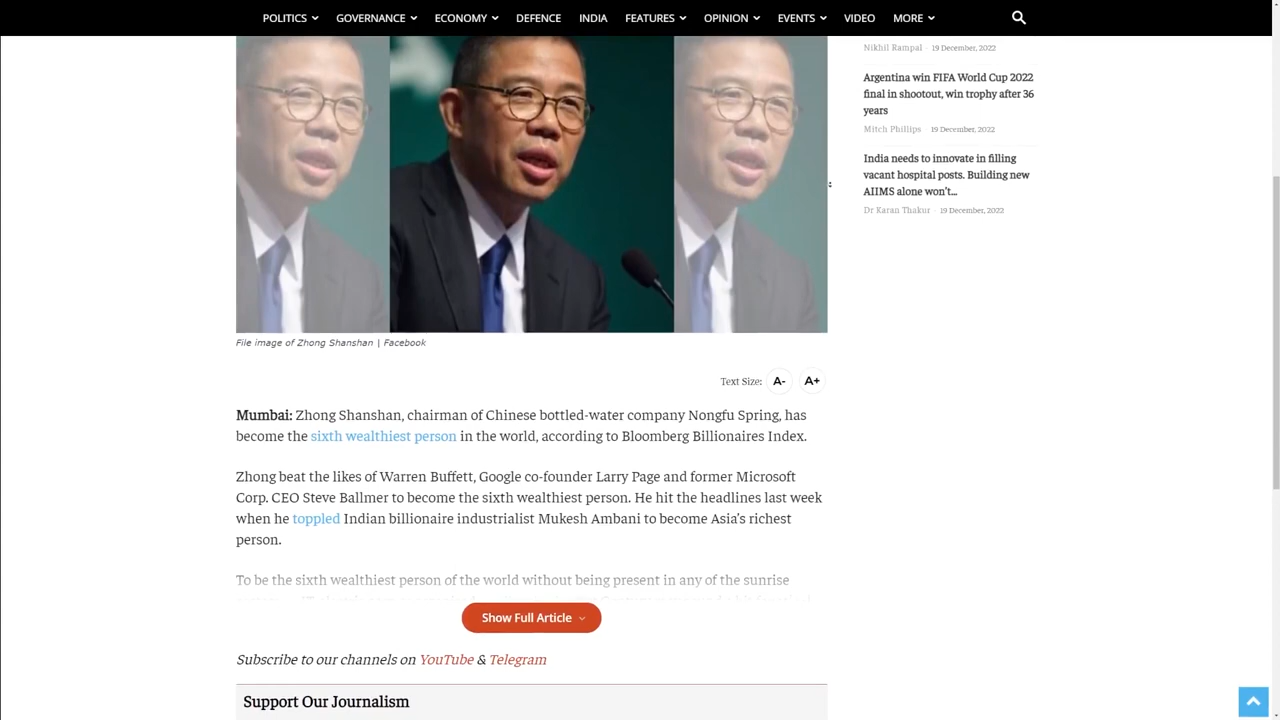 POLITICS GOVERNANCE ECONOMY DEFENCE INDIA FEATURES OPINION EVENTS VIDEO MORE
Nikhil Rampal - 19 December, 2022
Argentina win FIFA World Cup 2022
final in shootout, win trophy after 36
years
Mitch Phillips 19 December, 2022
India needs to innovate in filling
vacant hospital posts. Building new
AIIMS alone won't...
Dr Karan Thakur - 19 December, 2022
File image of Zhong Shanshan | Facebook
Text Size: A- A+
Mumbai: Zhong Shanshan, chairman of Chinese bottled-water company Nongfu Spring, has
become the sixth wealthiest person in the world, according to Bloomberg Billionaires Index.
Zhong beat the likes of Warren Buffett, Google co-founder Larry Page and former Microsoft
Corp. CEO Steve Ballmer to become the sixth wealthiest person. He hit the headlines last week
when he toppled Indian billionaire industrialist Mukesh Ambani to become Asia's richest
person.
To be the sixth wealthiest person of the world without being present in any of the sunrise
Show Full Article
Subscribe to our channels on YouTube & Telegram
Support Our Journalism